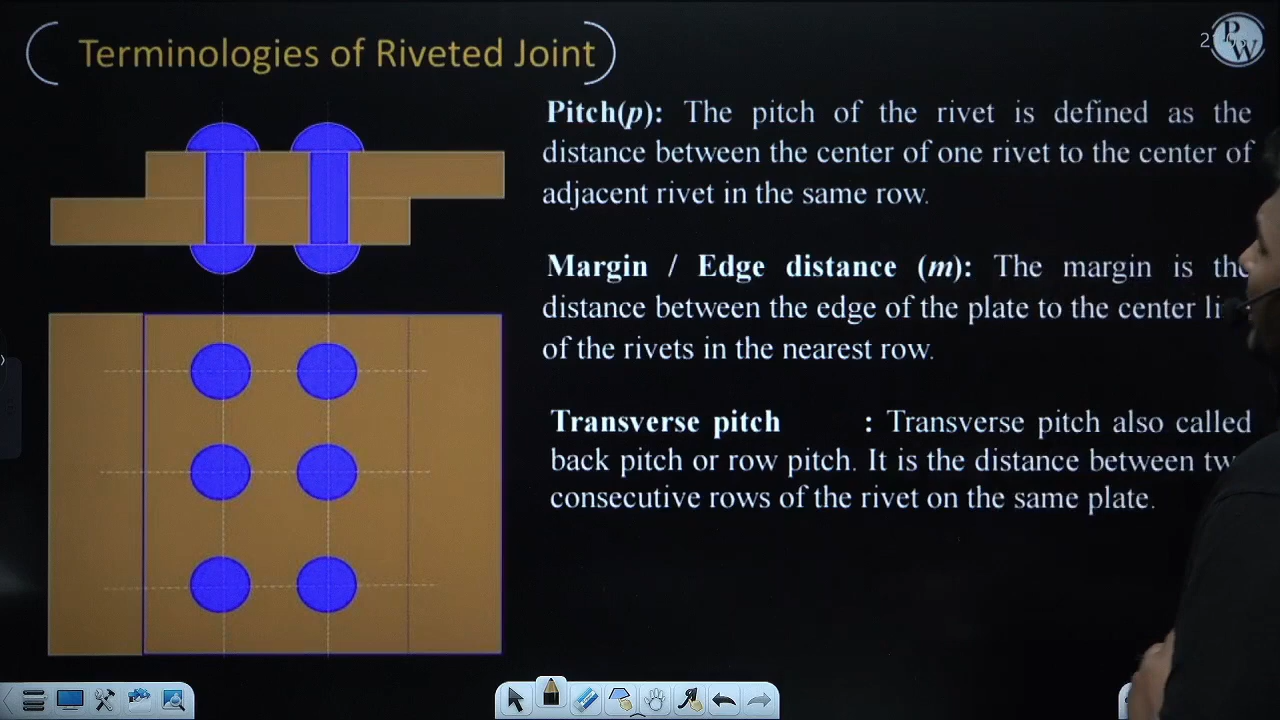 Terminologies of Riveted Joint
2
PW
Pitch(p): The pitch of the rivet is defined as the
distance between the center of one rivet to the center of
adjacent rivet in the same row.
Margin / Edge distance (m): The margin is the
distance between the edge of the plate to the center
of the rivets in the nearest row.
Transverse pitch : Transverse pitch also called
back pitch or row pitch. It is the distance between
consecutive rows of the rivet on the same plate.